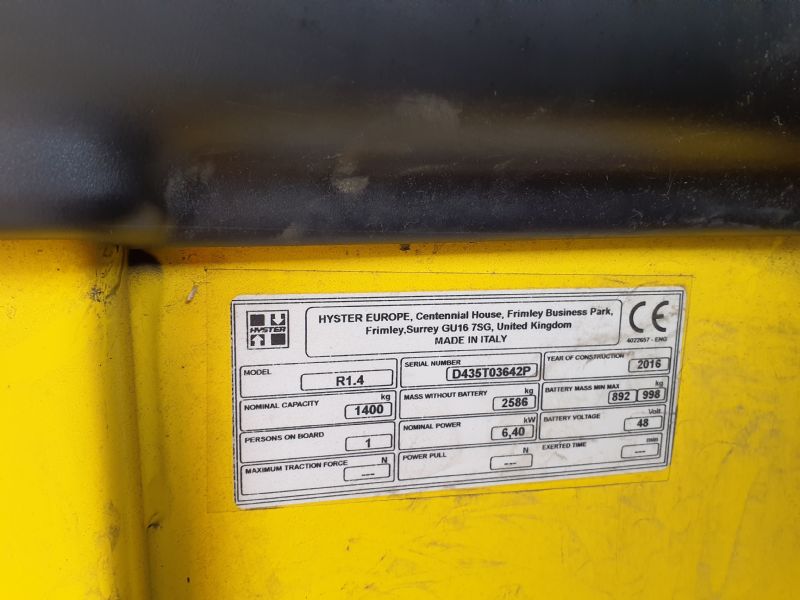 HYSTER
HYSTER EUROPE, Centennial House, Frimley Business Park,
Frimley,Surrey GU16 7SG, United Kingdom
MADE IN ITALY
CE
4022657 - ENG
MODEL R1.4
SERIAL NUMBER D435T03642P
YEAR OF CONSTRUCTION 2016
NOMINAL CAPACITY kg 1400
MASS WITHOUT BATTERY kg 2586
BATTERY MASS MIN MAX kg 892 998
PERSONS ON BOARD 1
NOMINAL POWER kW 6,40
BATTERY VOLTAGE Volt. 48
MAXIMUM TRACTION FORCE N ---
POWER PULL N ---
EXERTED TIME min ---